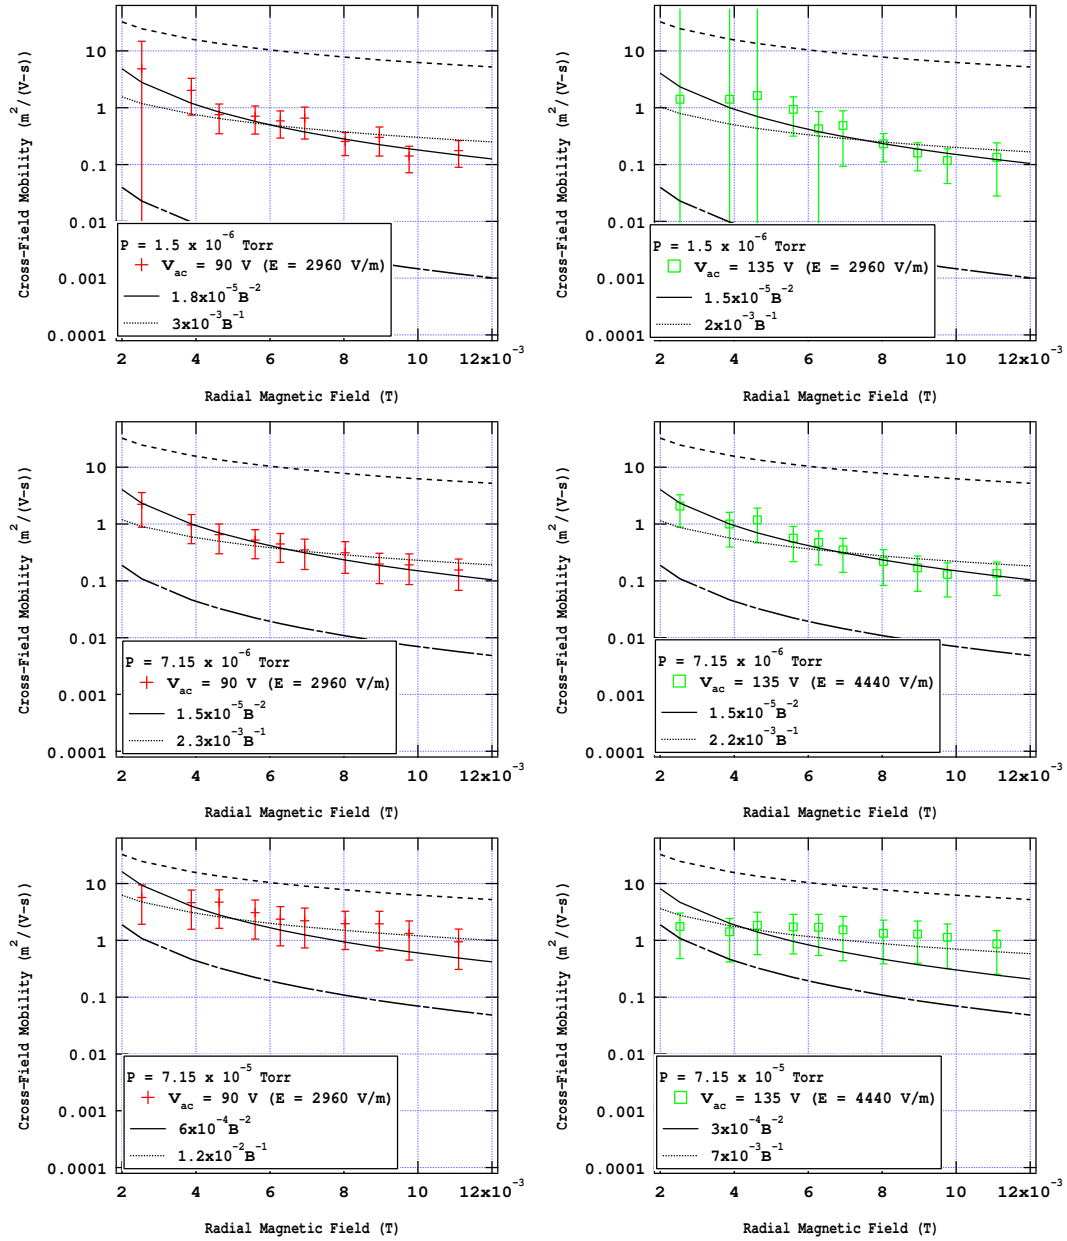 Cross-Field Mobility (m²/(V-s))
10
1
0.1
0.01
0.001
0.0001
P = 1.5 x 10⁻⁶ Torr
V_ac = 90 V (E = 2960 V/m)
1.8x10⁻⁵B⁻²
3x10⁻³B⁻¹
2 4 6 8 10 12x10⁻³
Radial Magnetic Field (T)
Cross-Field Mobility (m²/(V-s))
10
1
0.1
0.01
0.001
0.0001
P = 1.5 x 10⁻⁶ Torr
V_ac = 135 V (E = 2960 V/m)
1.5x10⁻⁵B⁻²
2x10⁻³B⁻¹
2 4 6 8 10 12x10⁻³
Radial Magnetic Field (T)
Cross-Field Mobility (m²/(V-s))
10
1
0.1
0.01
0.001
0.0001
P = 7.15 x 10⁻⁶ Torr
V_ac = 90 V (E = 2960 V/m)
1.5x10⁻⁵B⁻²
2.3x10⁻³B⁻¹
2 4 6 8 10 12x10⁻³
Radial Magnetic Field (T)
Cross-Field Mobility (m²/(V-s))
10
1
0.1
0.01
0.001
0.0001
P = 7.15 x 10⁻⁶ Torr
V_ac = 135 V (E = 4440 V/m)
1.5x10⁻⁵B⁻²
2.2x10⁻³B⁻¹
2 4 6 8 10 12x10⁻³
Radial Magnetic Field (T)
Cross-Field Mobility (m²/(V-s))
10
1
0.1
0.01
0.001
0.0001
P = 7.15 x 10⁻⁵ Torr
V_ac = 90 V (E = 2960 V/m)
6x10⁻⁴B⁻²
1.2x10⁻²B⁻¹
2 4 6 8 10 12x10⁻³
Radial Magnetic Field (T)
Cross-Field Mobility (m²/(V-s))
10
1
0.1
0.01
0.001
0.0001
P = 7.15 x 10⁻⁵ Torr
V_ac = 135 V (E = 4440 V/m)
3x10⁻⁴B⁻²
7x10⁻³B⁻¹
2 4 6 8 10 12x10⁻³
Radial Magnetic Field (T)